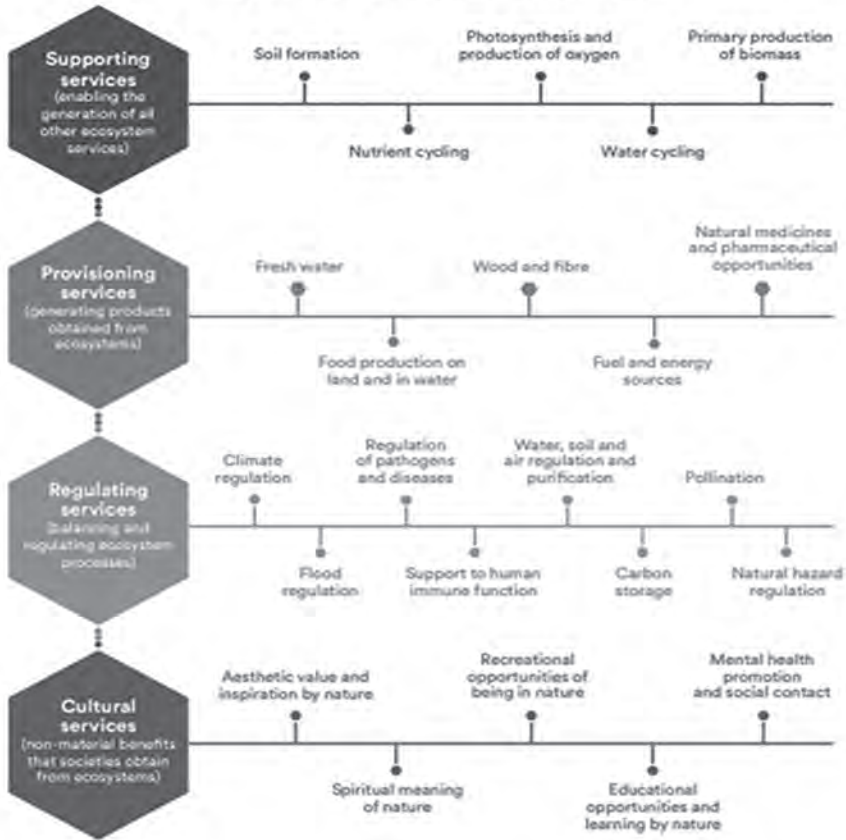 Supporting
services
(enabling the
generation of all
other ecosystem
services)
Soil formation
Photosynthesis and
production of oxygen
Primary production
of biomass
Nutrient cycling
Water cycling
Provisioning
services
(generating products
obtained from
ecosystems)
Fresh water
Wood and fibre
Natural medicines
and pharmaceutical
opportunities
Food production on
land and in water
Fuel and energy
sources
Regulating
services
(balancing and
regulating ecosystem
processes)
Climate
regulation
Regulation
of pathogens
and diseases
Water, soil and
air regulation and
purification
Pollination
Flood
regulation
Support to human
immune function
Carbon
storage
Natural hazard
regulation
Cultural
services
(non-material benefits
that societies obtain
from ecosystems)
Aesthetic value and
inspiration by nature
Recreational
opportunities of
being in nature
Mental health
promotion
and social contact
Spiritual meaning
of nature
Educational
opportunities and
learning by nature